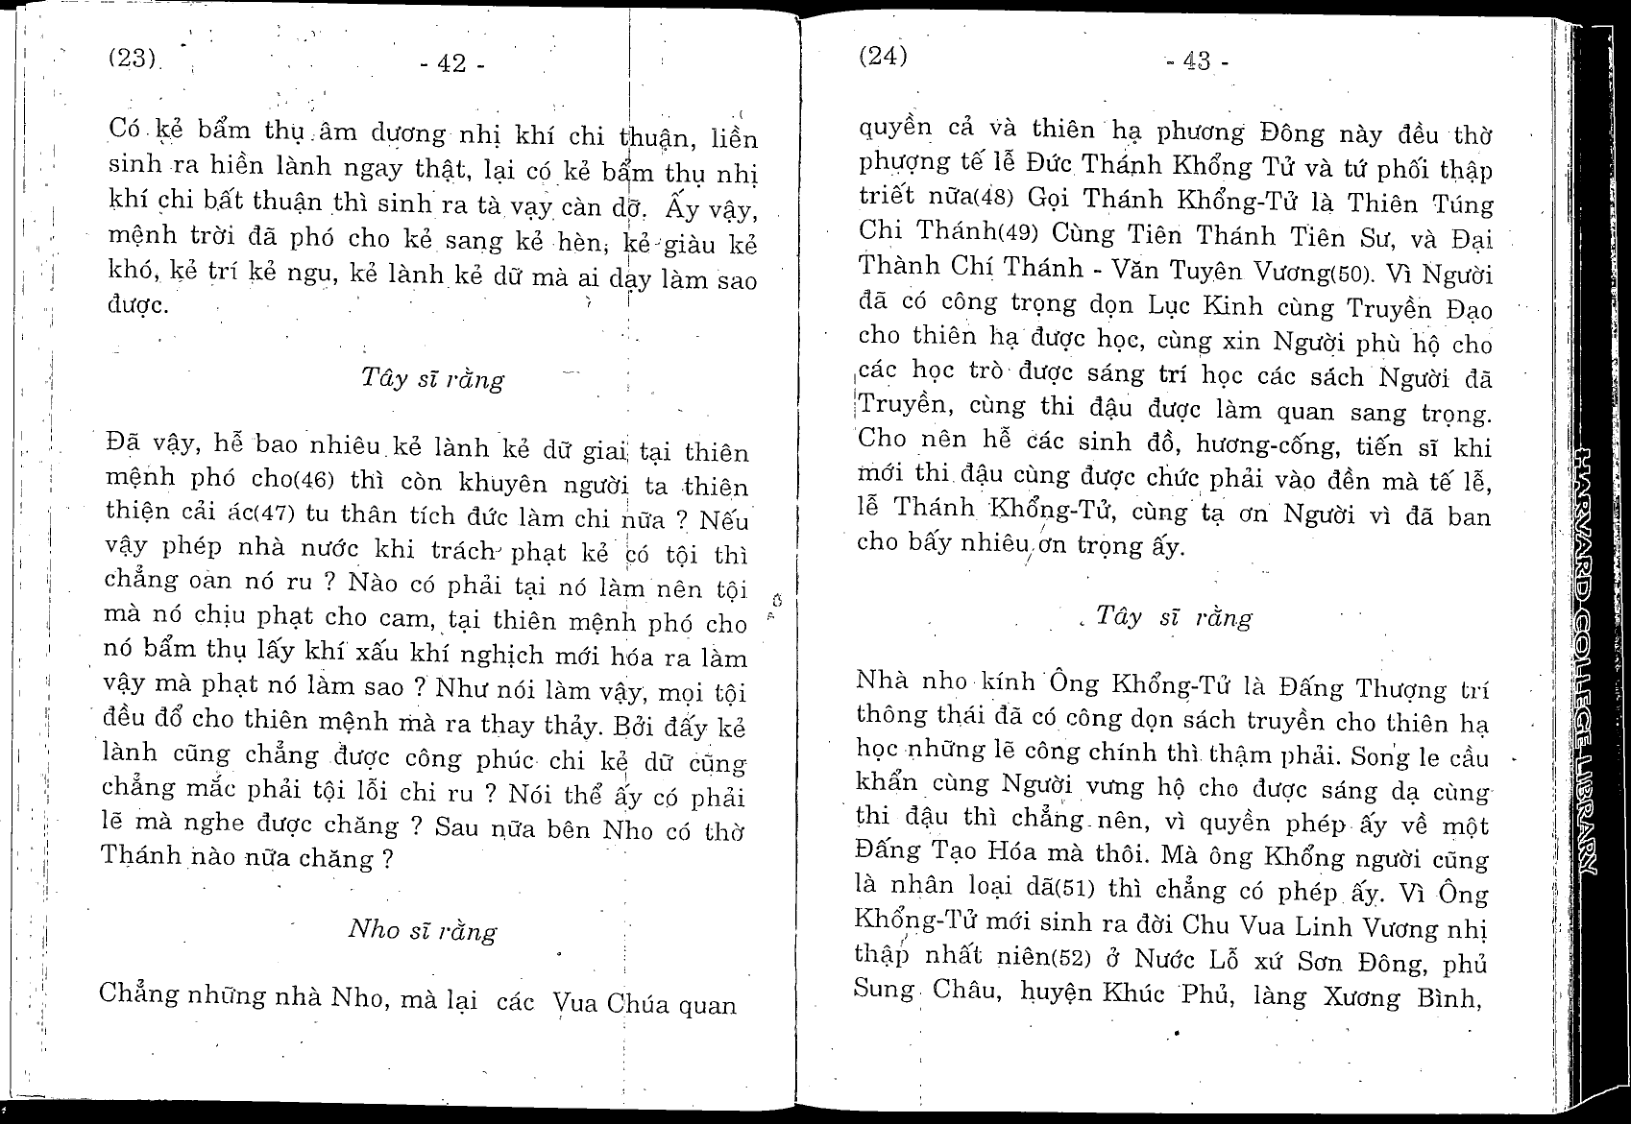 (23)
- 42 -
Có kẻ bẩm thụ âm dương nhị khí chi thuận, liền
sinh ra hiền lành ngay thật, lại có kẻ bẩm thụ nhị
khí chi bất thuận thì sinh ra tà vạy càn dỡ. Ấy vậy,
mệnh trời đã phó cho kẻ sang kẻ hèn, kẻ giàu kẻ
khó, kẻ trí kẻ ngu, kẻ lành kẻ dữ mà ai dạy làm sao
được.
Tây sĩ rằng
Đã vậy, hễ bao nhiêu kẻ lành kẻ dữ giai tại thiên
mệnh phó cho(46) thì còn khuyên người ta thiên
thiện cải ác(47) tu thân tích đức làm chi nữa ? Nếu
vậy phép nhà nước khi trách phạt kẻ có tội thì
chẳng oan nó ru ? Nào có phải tại nó làm nên tội
mà nó chịu phạt cho cam, tại thiên mệnh phó cho
nó bẩm thụ lấy khí xấu khí nghịch mới hóa ra làm
vậy mà phạt nó làm sao ? Như nói làm vậy, mọi tội
đều đổ cho thiên mệnh mà ra thay thảy. Bởi đấy kẻ
lành cũng chẳng được công phúc chi kẻ dữ cũng
chẳng mắc phải tội lỗi chi ru ? Nói thể ấy có phải
lẽ mà nghe được chăng ? Sau nữa bên Nho có thờ
Thánh nào nữa chăng ?
Nho sĩ rằng
Chẳng những nhà Nho, mà lại các Vua Chúa quan
(24)
- 43 -
quyền cả và thiên hạ phương Đông này đều thờ
phượng tế lễ Đức Thánh Khổng Tử và tứ phối thập
triết nữa(48) Gọi Thánh Khổng-Tử là Thiên Túng
Chi Thánh(49) Cùng Tiên Thánh Tiên Sư, và Đại
Thành Chí Thánh - Văn Tuyên Vương(50). Vì Người
đã có công trọng dọn Lục Kinh cùng Truyền Đạo
cho thiên hạ được học, cùng xin Người phù hộ cho
các học trò được sáng trí học các sách Người đã
Truyền, cùng thi đậu được làm quan sang trọng.
Cho nên hễ các sinh đồ, hương-cống, tiến sĩ khi
mới thi đậu cùng được chức phải vào đền mà tế lễ,
lễ Thánh Khổng-Tử, cùng tạ ơn Người vì đã ban
cho bấy nhiêu ơn trọng ấy.
Tây sĩ rằng
Nhà nho kính Ông Khổng-Tử là Đấng Thượng trí
thông thái đã có công dọn sách truyền cho thiên hạ
học những lẽ công chính thì thậm phải. Song le cầu
khẩn cùng Người vưng hộ cho được sáng dạ cùng
thi đậu thì chẳng nên, vì quyền phép ấy về một
Đấng Tạo Hóa mà thôi. Mà ông Khổng người cũng
là nhân loại dã(51) thì chẳng có phép ấy. Vì Ông
Khổng-Tử mới sinh ra đời Chu Vua Linh Vương nhị
thập nhất niên(52) ở Nước Lỗ xứ Sơn Đông, phủ
Sung Châu, huyện Khúc Phủ, làng Xương Bình,
HARVARD COLLEGE LIBRARY